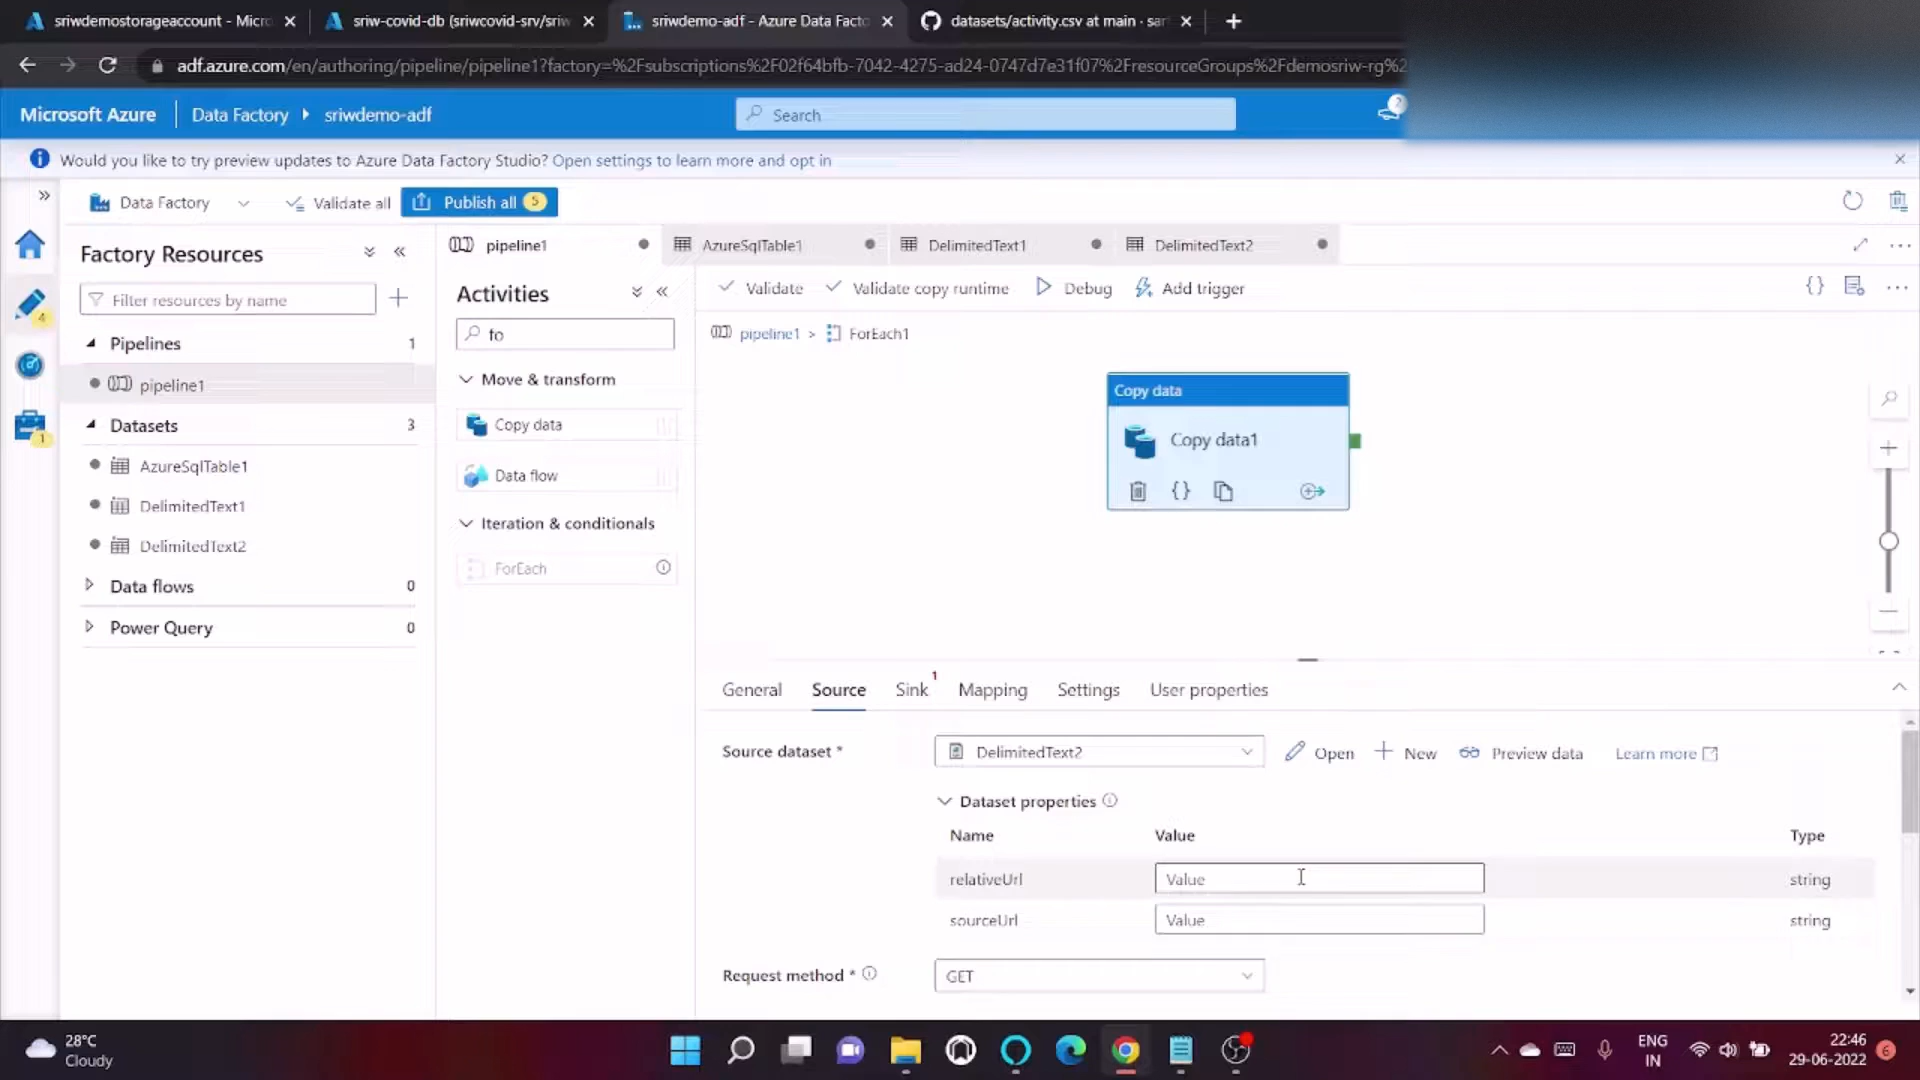 sriwdemostorageaccount - Micro
sriw-covid-db (sriwcovid-srv/sriw
sriwdemo-adf - Azure Data Facto
datasets/activity.csv at main · sar
adf.azure.com/en/authoring/pipeline/pipeline1?factory=%2Fsubscriptions%2F02f64bfb-7042-4275-ad24-0747d7e31f07%2FresourceGroups%2Fdemosriw-rg%2
Microsoft Azure
Data Factory
sriwdemo-adf
Search
2
Would you like to try preview updates to Azure Data Factory Studio? Open settings to learn more and opt in
Data Factory
Validate all
Publish all 5
Factory Resources
Filter resources by name
4
1
Pipelines 1
pipeline1
Datasets 3
AzureSqlTable1
DelimitedText1
DelimitedText2
Data flows 0
Power Query 0
pipeline1
AzureSqlTable1
DelimitedText1
DelimitedText2
Activities
fo
Move & transform
Copy data
Data flow
Iteration & conditionals
ForEach
Validate
Validate copy runtime
Debug
Add trigger
pipeline1 > ForEach1
Copy data
Copy data1
General
Source
Sink 1
Mapping
Settings
User properties
Source dataset *
DelimitedText2
Open
New
Preview data
Learn more
Dataset properties
Name Value Type
relativeUrl Value string
sourceUrl Value string
Request method * GET
28°C
Cloudy
ENG
IN
22:46
29-06-2022
6